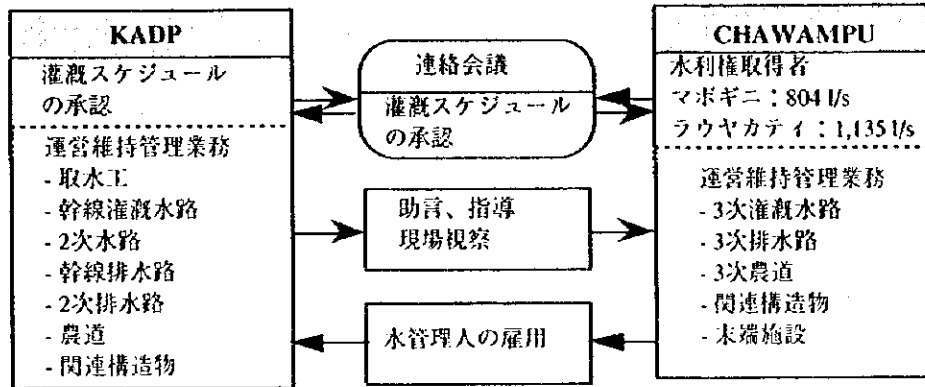 KADP
灌漑スケジュール
の承認
運営維持管理業務
- 取水工
- 幹線灌漑水路
- 2次水路
- 幹線排水路
- 2次排水路
- 農道
- 関連構造物
連絡会議
灌漑スケジュール
の承認
助言、指導
現場視察
水管理人の雇用
CHAWAMPU
水利権取得者
マボギニ：804 l/s
ラウヤカティ：1,135 l/s
運営維持管理業務
- 3次灌漑水路
- 3次排水路
- 3次農道
- 関連構造物
- 末端施設